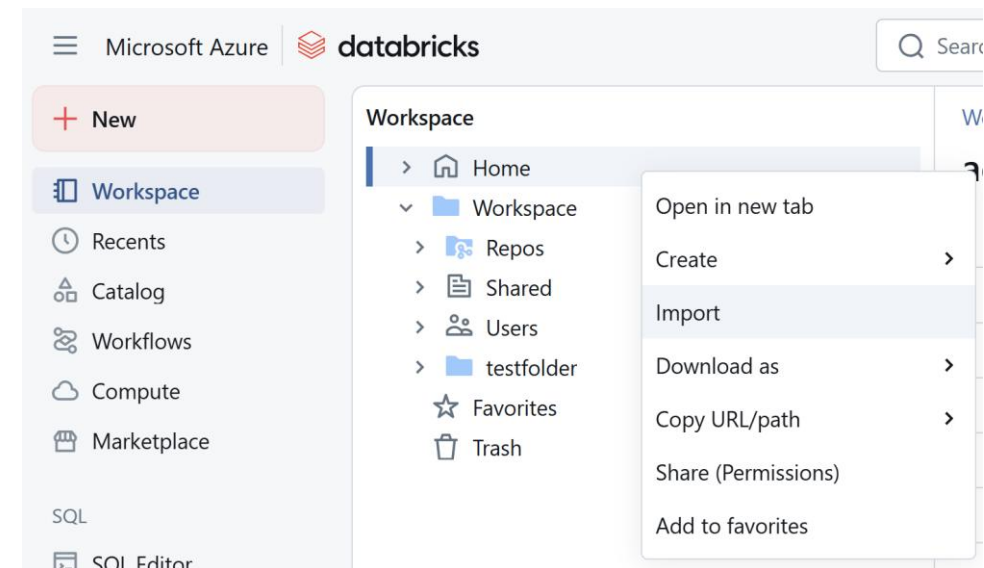 Microsoft Azure databricks
New
Workspace
Recents
Catalog
Workflows
Compute
Marketplace
SQL
SQL Editor
Workspace
Home
Workspace
Repos
Shared
Users
testfolder
Favorites
Trash
Open in new tab
Create
Import
Download as
Copy URL/path
Share (Permissions)
Add to favorites